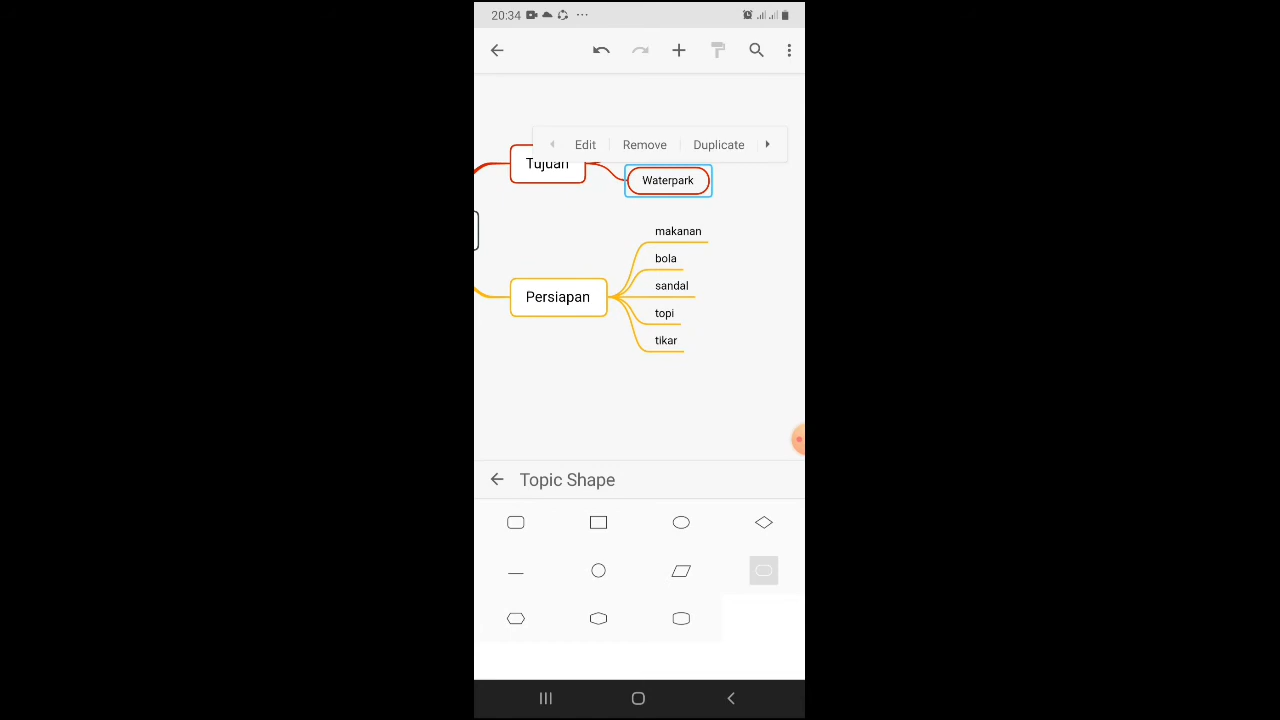 20:34
Edit Remove Duplicate
Tujuan
Waterpark
makanan
bola
Persiapan
sandal
topi
tikar
Topic Shape